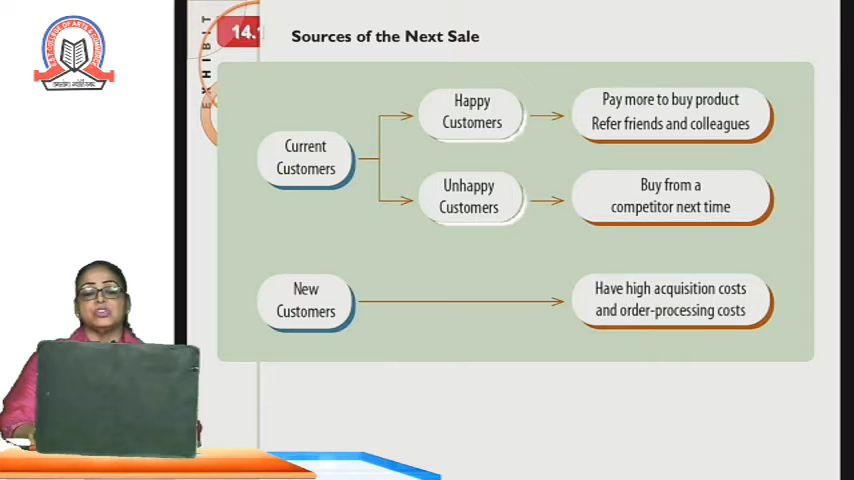 EXHIBIT
14.1
Sources of the Next Sale
Current
Customers
Happy
Customers
Pay more to buy product
Refer friends and colleagues
Unhappy
Customers
Buy from a
competitor next time
New
Customers
Have high acquisition costs
and order-processing costs